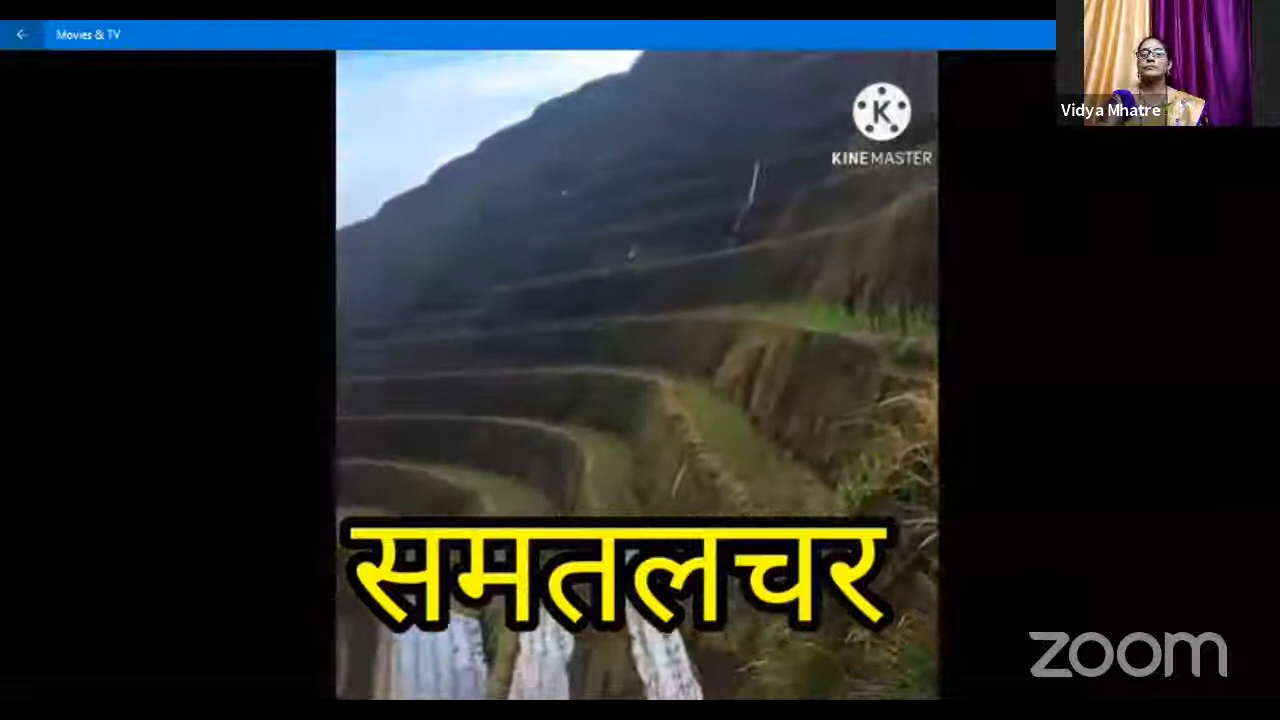 Movies & TV
Vidya Mhatre
K
KINEMASTER
समतलचर
zoom